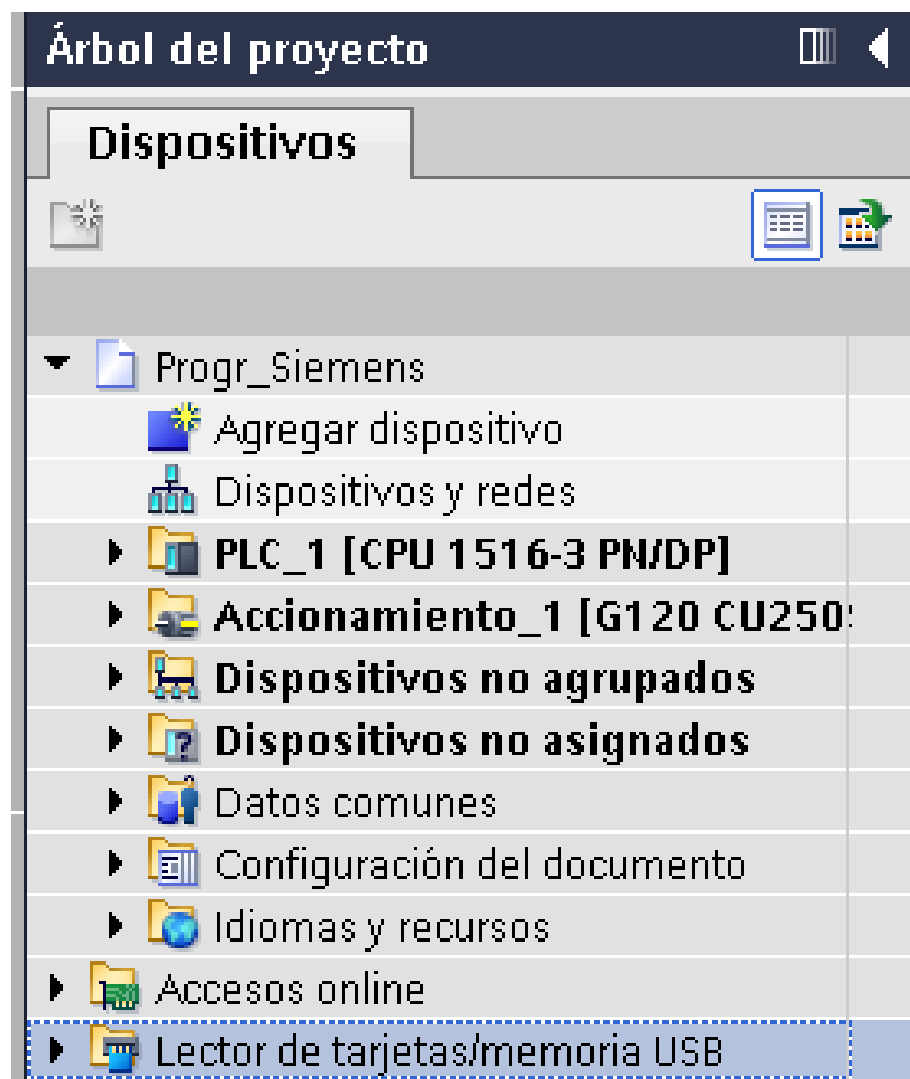 Árbol del proyecto
Dispositivos
Progr_Siemens
Agregar dispositivo
Dispositivos y redes
PLC_1 [CPU 1516-3 PN/DP]
Accionamiento_1 [G120 CU250
Dispositivos no agrupados
Dispositivos no asignados
Datos comunes
Configuración del documento
Idiomas y recursos
Accesos online
Lector de tarjetas/memoria USB